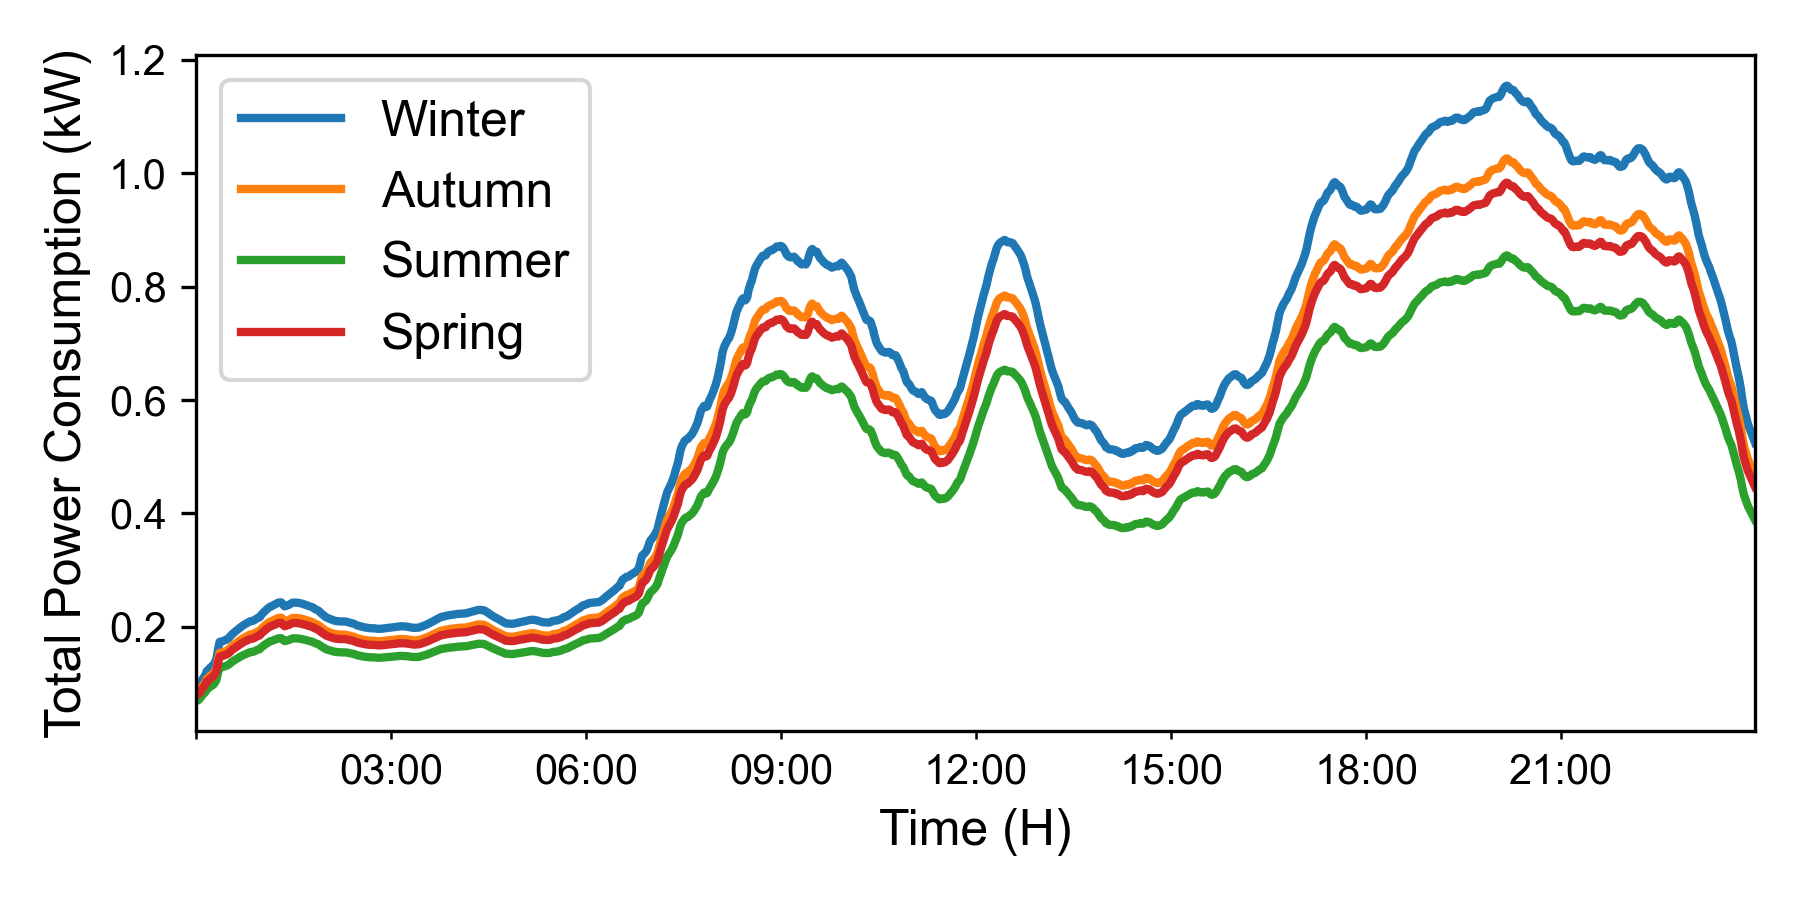 Total Power Consumption (kW)
1.2
1.0
0.8
0.6
0.4
0.2
Winter
Autumn
Summer
Spring
03:00 06:00 09:00 12:00 15:00 18:00 21:00
Time (H)